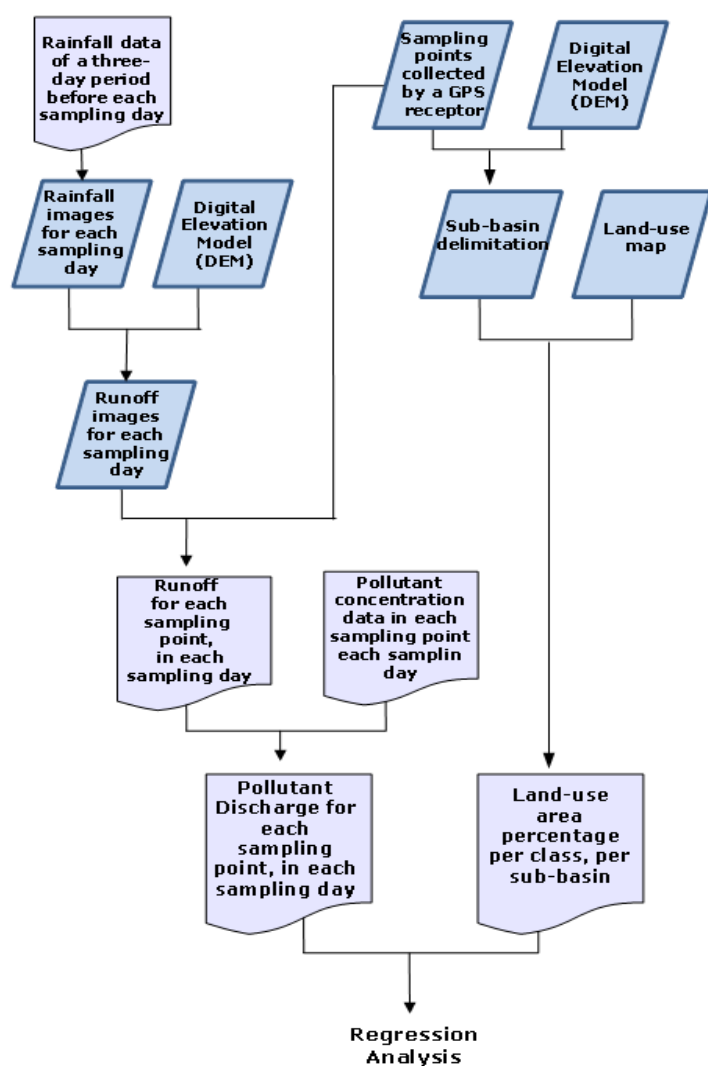 Rainfall data
of a three-
day period
before each
sampling day
Sampling
points
collected
by a GPS
receptor
Digital
Elevation
Model
(DEM)
Rainfall
images
for each
sampling
day
Digital
Elevation
Model
(DEM)
Sub-basin
delimitation
Land-use
map
Runoff
images
for each
sampling
day
Runoff
for each
sampling
point,
in each
sampling day
Pollutant
concentration
data in each
sampling point
each samplin
day
Pollutant
Discharge for
each
sampling
point, in each
sampling day
Land-use
area
percentage
per class, per
sub-basin
Regression
Analysis